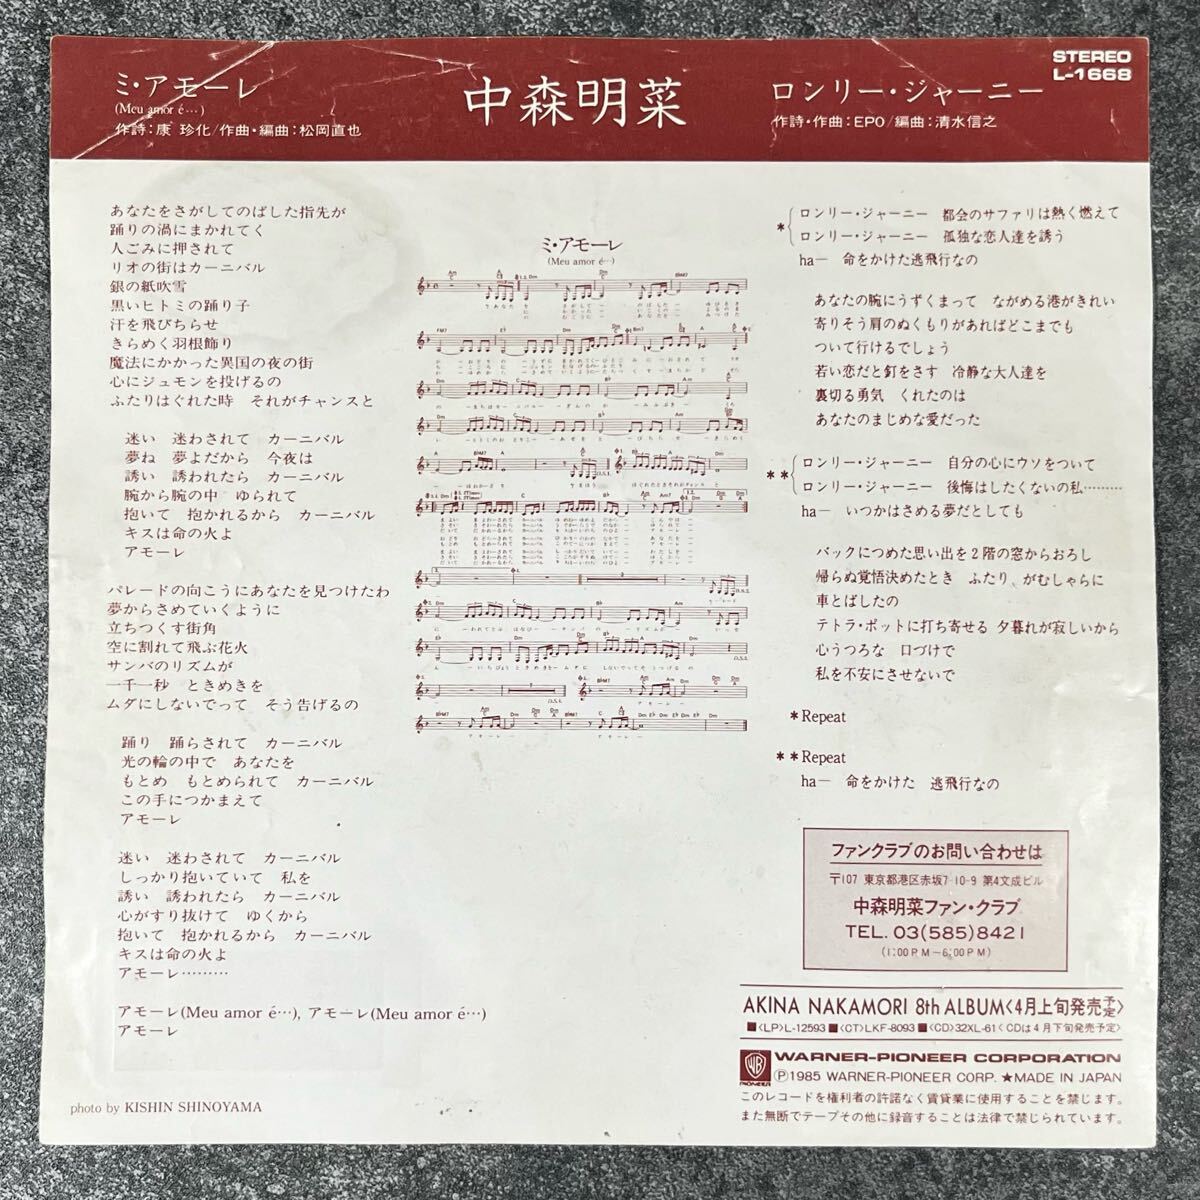 STEREO
L-1668
ミ・アモーレ
(Meu amor é…)
作詩:康 珍化/作曲・編曲:松岡直也
中森明菜
ロンリー・ジャーニー
作詩・作曲:EPO/編曲:清水信之
あなたをさがしてのばした指先が
踊りの渦にまかれてく
人ごみに押されて
リオの街はカーニバル
銀の紙吹雪
黒いヒトミの踊り子
汗を飛びちらせ
きらめく羽根飾り
魔法にかかった異国の夜の街
心にジュモンを投げるの
ふたりはぐれた時 それがチャンスと
迷い 迷わされて カーニバル
夢ね 夢よだから 今夜は
誘い 誘われたら カーニバル
腕から腕の中 ゆられて
抱いて 抱かれるから カーニバル
キスは命の火よ
アモーレ
パレードの向こうにあなたを見つけたわ
夢からさめていくように
立ちつくす街角
空に割れて飛ぶ花火
サンバのリズムが
一千一秒 ときめきを
ムダにしないでって そう告げるの
踊り 踊らされて カーニバル
光の輪の中で あなたを
もとめ もとめられて カーニバル
この手につかまえて
アモーレ
迷い 迷わされて カーニバル
しっかり抱いていて 私を
誘い 誘われたら カーニバル
心がすり抜けて ゆくから
抱いて 抱かれるから カーニバル
キスは命の火よ
アモーレ………
アモーレ(Meu amor é…), アモーレ(Meu amor é…)
アモーレ
photo by KISHIN SHINOYAMA
ミ・アモーレ
(Meu amor é…)
* ロンリー・ジャーニー 都会のサファリは熱く燃えて
ロンリー・ジャーニー 孤独な恋人達を誘う
ha— 命をかけた逃飛行なの
あなたの腕にうずくまって ながめる港がきれい
寄りそう肩のぬくもりがあればどこまでも
ついて行けるでしょう
若い恋だと釘をさす 冷静な大人達を
裏切る勇気 くれたのは
あなたのまじめな愛だった
** ロンリー・ジャーニー 自分の心にウソをついて
ロンリー・ジャーニー 後悔はしたくないの私………
ha— いつかはさめる夢だとしても
バックにつめた思い出を2階の窓からおろし
帰らぬ覚悟決めたとき ふたり、がむしゃらに
車とばしたの
テトラ・ポットに打ち寄せる 夕暮れが寂しいから
心うつろな 口づけで
私を不安にさせないで
*Repeat
**Repeat
ha— 命をかけた 逃飛行なの
ファンクラブのお問い合わせは
〒107 東京都港区赤坂7-10-9 第4文成ビル
中森明菜ファン・クラブ
TEL. 03(585)8421
(1:00PM~6:00PM)
AKINA NAKAMORI 8th ALBUM〈4月上旬発売予定〉
■〈LP〉L-12593 ■〈CT〉LKF-8093 ■〈CD〉32XL-61〈CDは4月下旬発売予定〉
WB PIONEER WARNER-PIONEER CORPORATION
Ⓟ1985 WARNER-PIONEER CORP. ★MADE IN JAPAN
このレコードを権利者の許諾なく賃貸業に使用することを禁じます。
また無断でテープその他に録音することは法律で禁じられています。